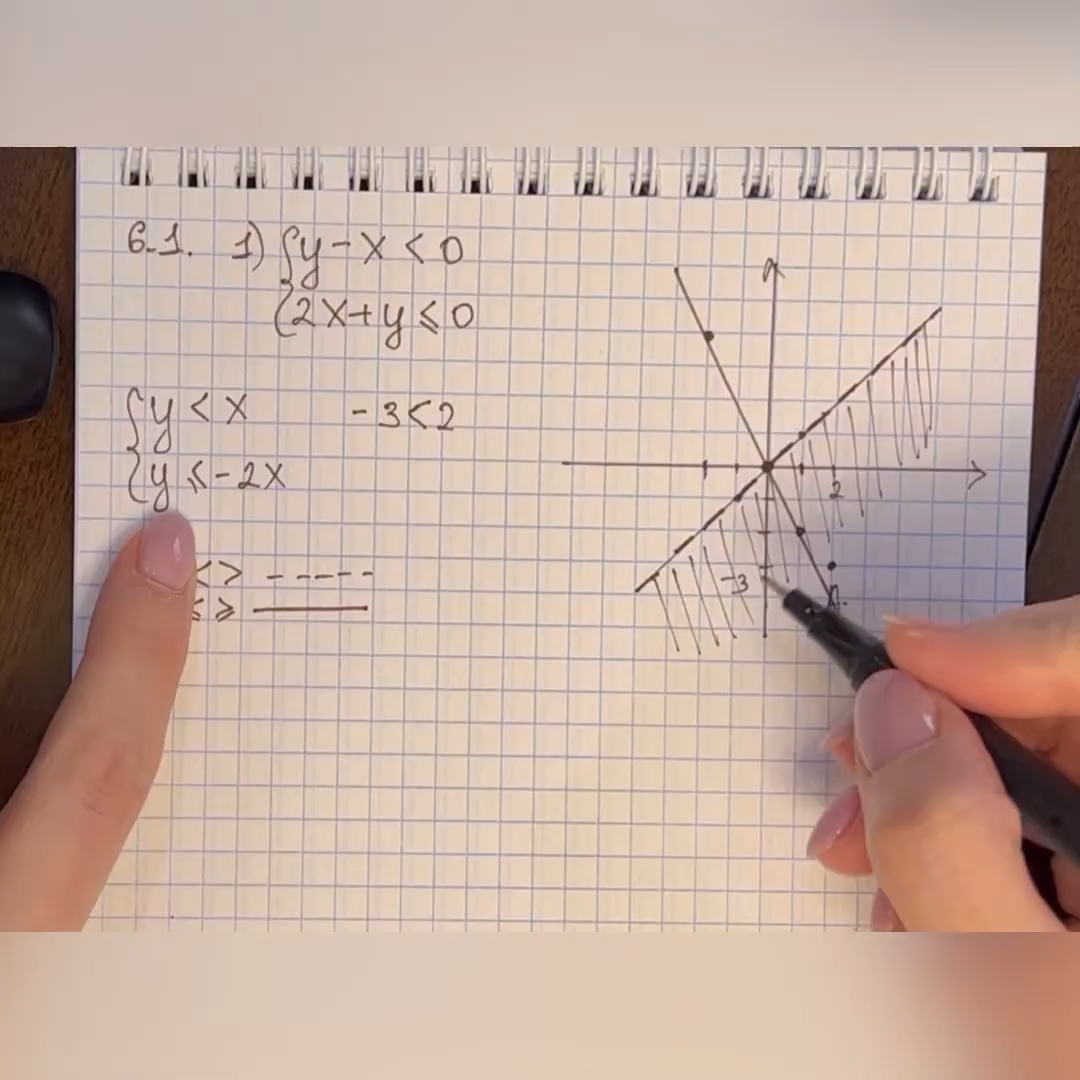 6.1. 1) {y - x < 0
{2x + y ⩽ 0
{y < x -3 < 2
{y ⩽ -2x
< > -----
⩽ ⩾ ———
2
-3